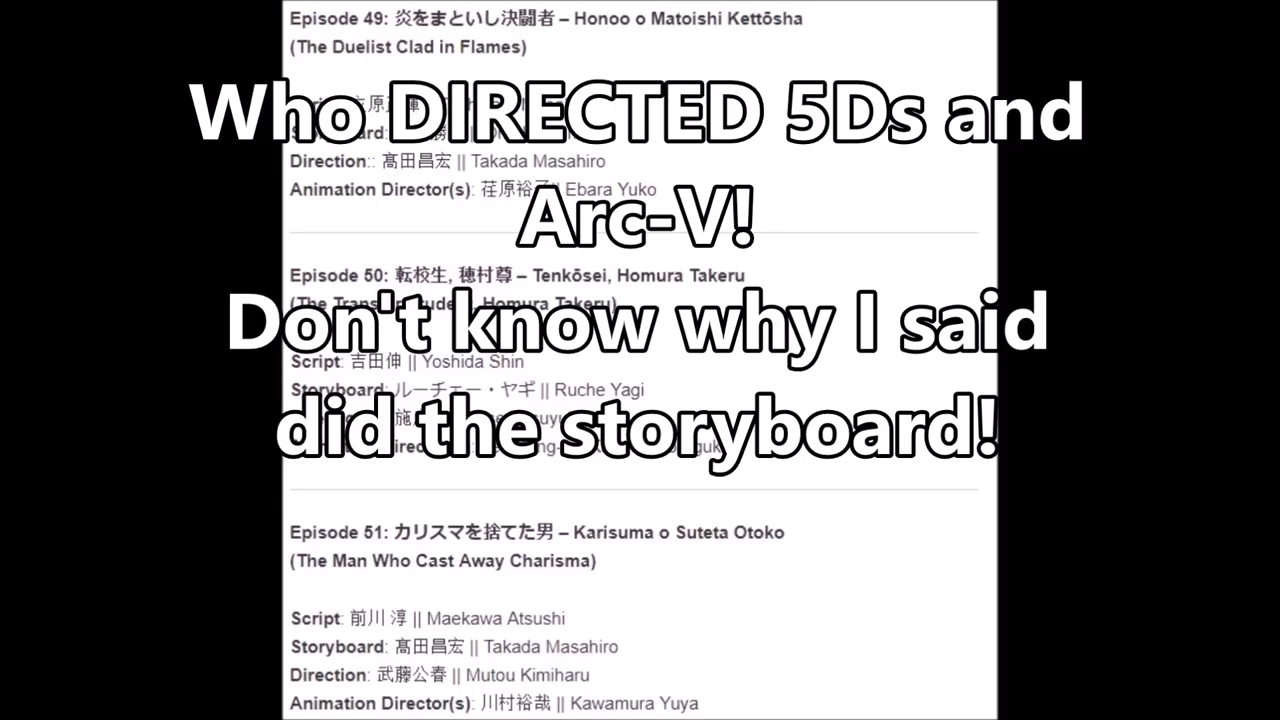 Episode 49: 炎をまといし決闘者 – Honoo o Matoishi Kettōsha
(The Duelist Clad in Flames)
Who DIRECTED 5Ds and
Direction:: 髙田昌宏 || Takada Masahiro
Animation Director(s): 荏原裕子 || Ebara Yuko
Arc-V!
Episode 50: 転校生, 穂村尊 – Tenkōsei, Homura Takeru
Don't know why I said
Script: 吉田伸 || Yoshida Shin
Storyboard: ルーチェー・ヤギ || Ruche Yagi
did the storyboard!
Episode 51: カリスマを捨てた男 – Karisuma o Suteta Otoko
(The Man Who Cast Away Charisma)
Script: 前川 淳 || Maekawa Atsushi
Storyboard: 髙田昌宏 || Takada Masahiro
Direction: 武藤公春 || Mutou Kimiharu
Animation Director(s): 川村裕哉 || Kawamura Yuya